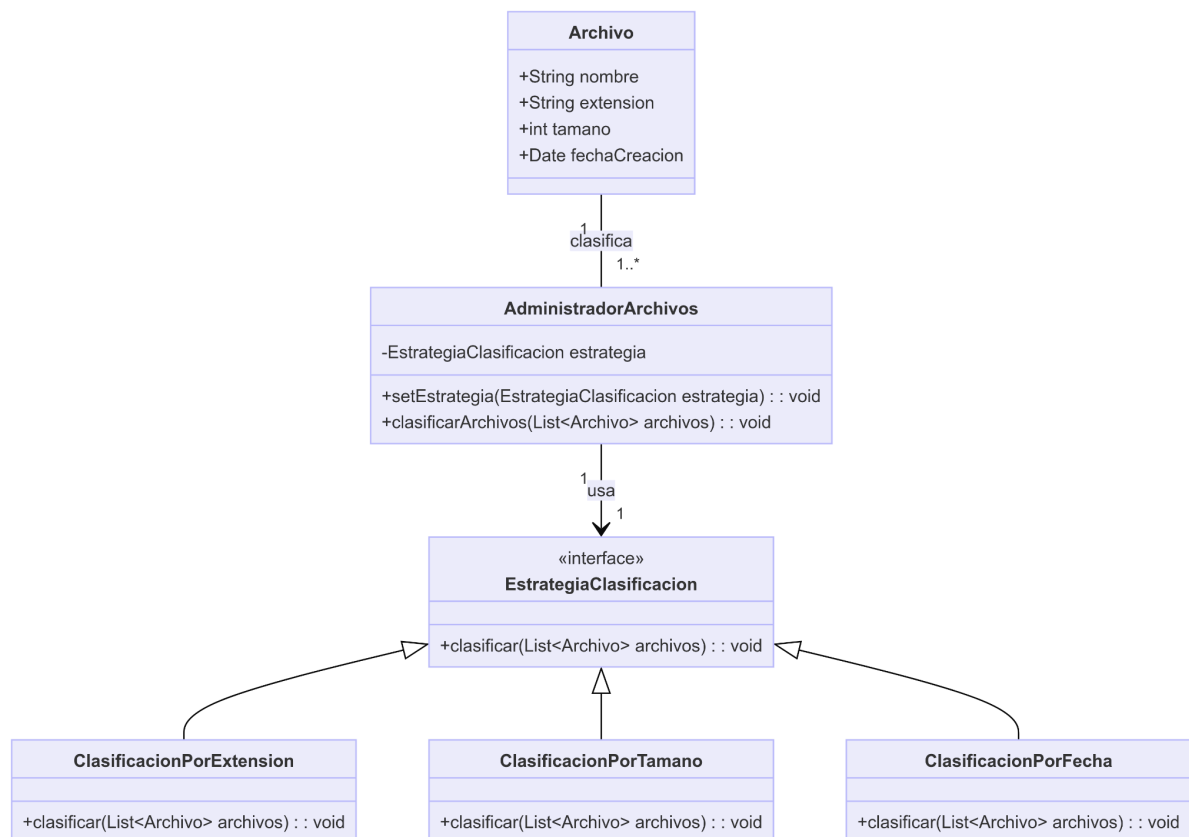 Archivo
+String nombre
+String extension
+int tamano
+Date fechaCreacion
1
clasifica
1..*
AdministradorArchivos
-EstrategiaClasificacion estrategia
+setEstrategia(EstrategiaClasificacion estrategia) : : void
+clasificarArchivos(List<Archivo> archivos) : : void
1
usa
1
«interface»
EstrategiaClasificacion
+clasificar(List<Archivo> archivos) : : void
ClasificacionPorExtension
+clasificar(List<Archivo> archivos) : : void
ClasificacionPorTamano
+clasificar(List<Archivo> archivos) : : void
ClasificacionPorFecha
+clasificar(List<Archivo> archivos) : : void